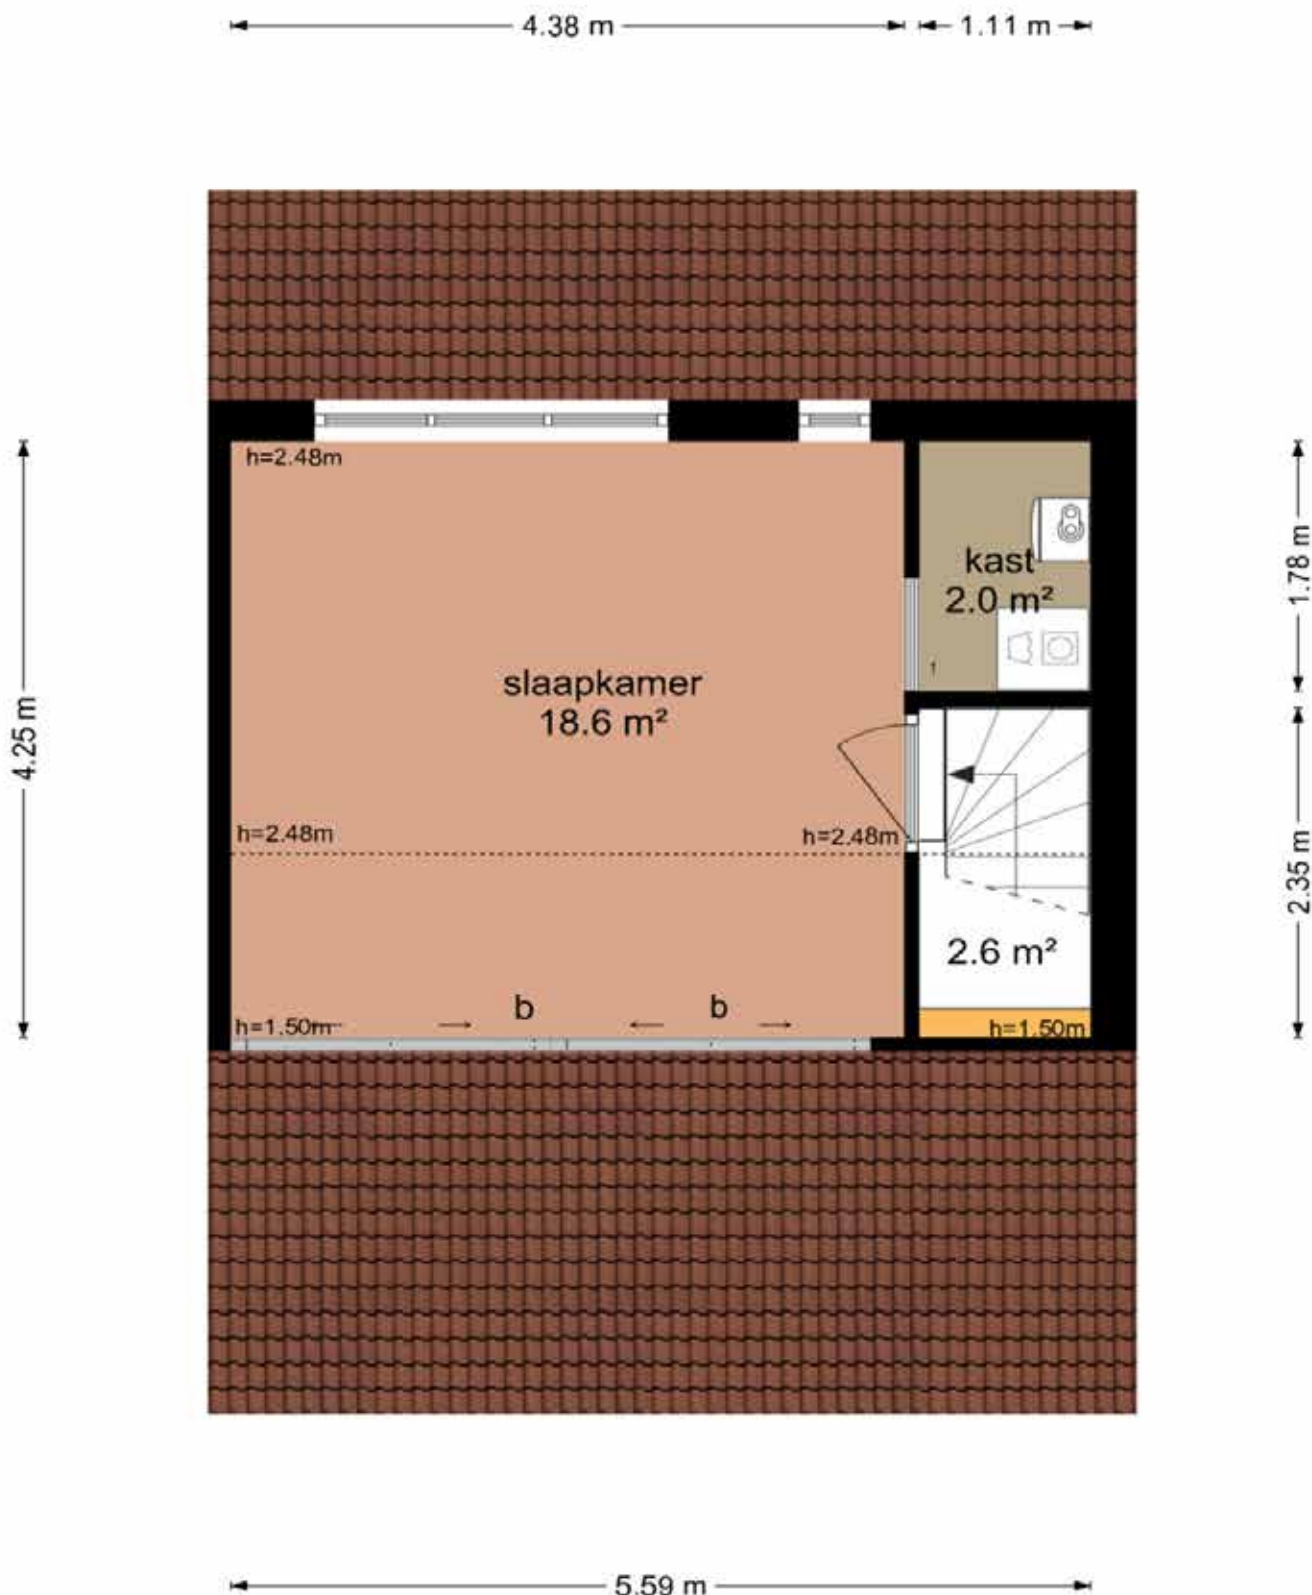 4.38 m
1.11 m
h=2.48m
kast
2.0 m²
1.78 m
slaapkamer
18.6 m²
4.25 m
h=2.48m
h=2.48m
2.35 m
2.6 m²
b
b
h=1.50m
h=1.50m
5.59 m